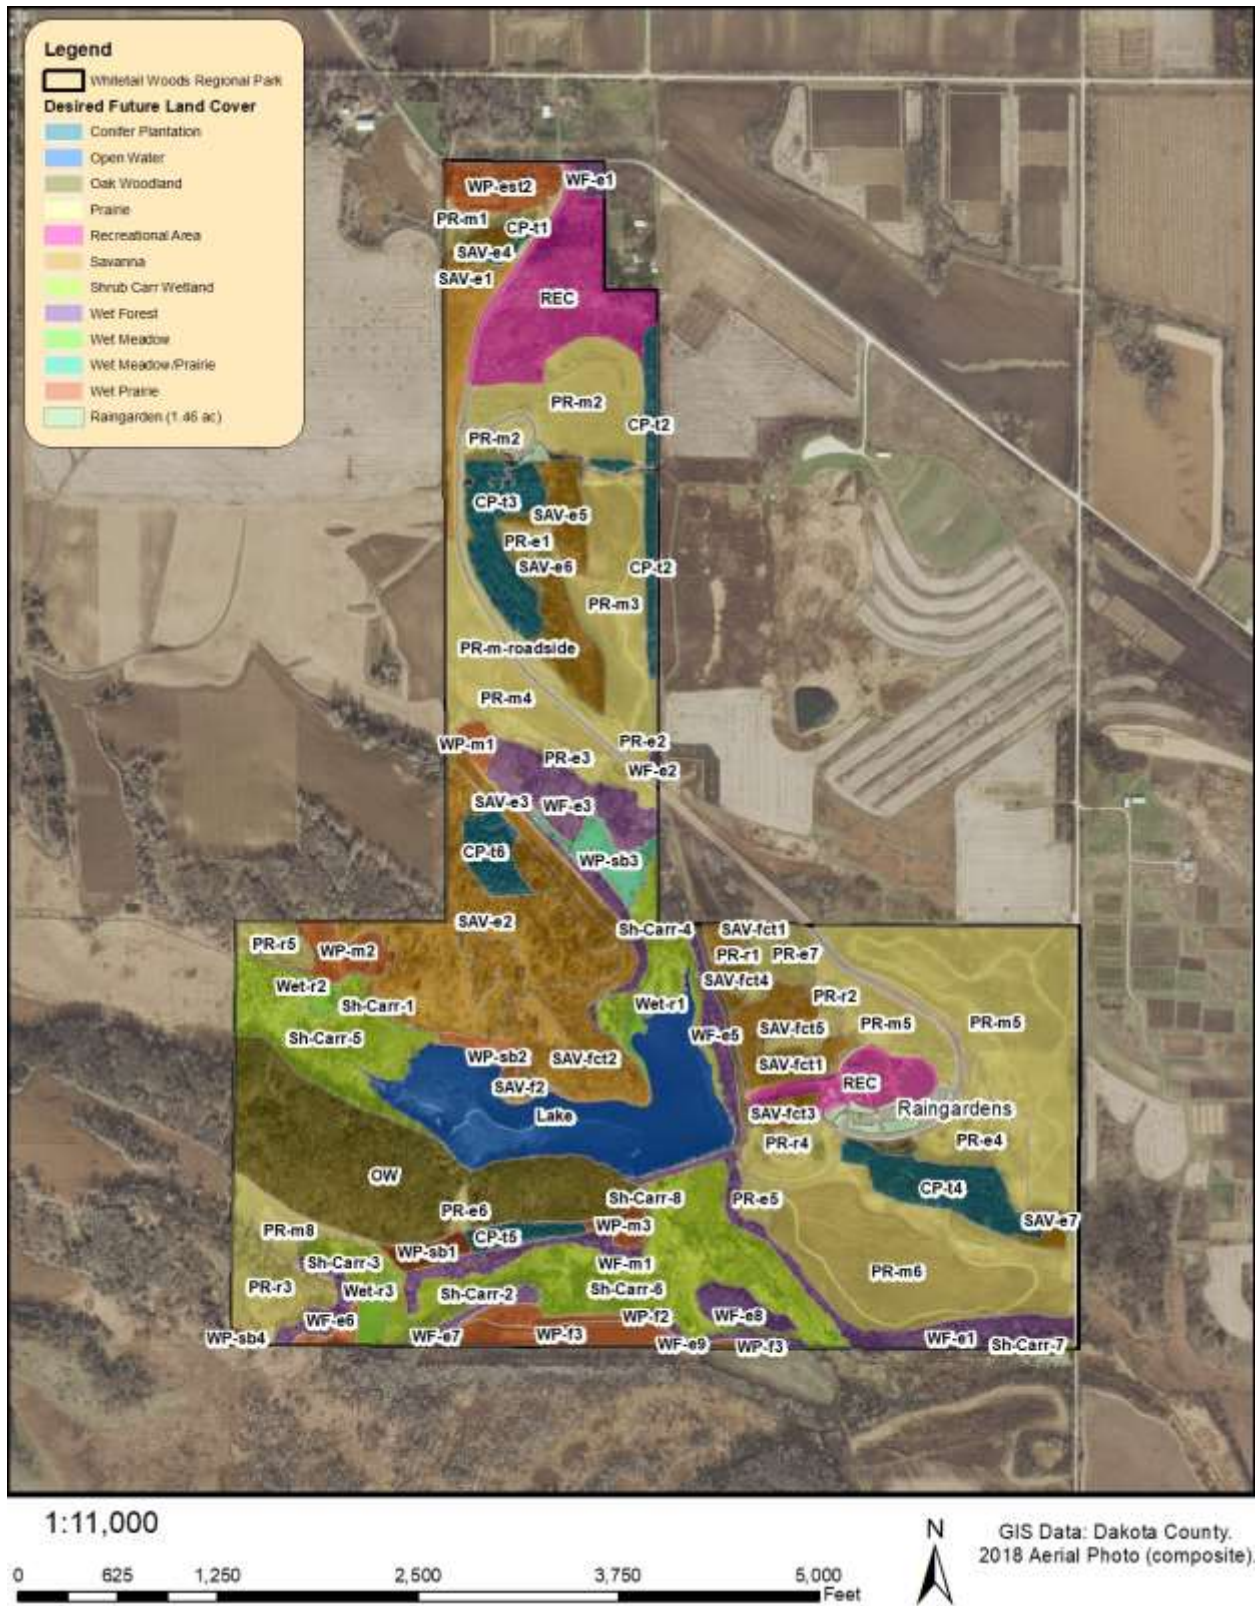 Legend
Whitetail Woods Regional Park
Desired Future Land Cover
Conifer Plantation
Open Water
Oak Woodland
Prairie
Recreational Area
Savanna
Shrub Carr Wetland
Wet Forest
Wet Meadow
Wet Meadow/Prairie
Wet Prairie
Raingarden (1.46 ac)
WP-est2
WF-e1
PR-m1
CP-t1
SAV-e4
SAV-e1
REC
PR-m2
CP-t2
PR-m2
CP-t3
SAV-e5
PR-e1
SAV-e6
CP-t2
PR-m3
PR-m-roadside
PR-m4
WP-m1
PR-e2
PR-e3
WF-e2
SAV-e3
WF-e3
CP-t6
WP-sb3
SAV-e2
Sh-Carr-4
SAV-fct1
PR-r5
WP-m2
PR-r1
PR-e7
Wet-r2
SAV-fct4
Sh-Carr-1
Wet-r1
PR-r2
Sh-Carr-5
WF-e5
SAV-fct5
PR-m5
PR-m5
WP-sb2
SAV-fct2
SAV-fct1
SAV-f2
REC
Lake
SAV-fct3
Raingardens
PR-r4
PR-e4
OW
CP-t4
Sh-Carr-8
PR-e5
PR-e6
SAV-e7
PR-m8
CP-t5
WP-m3
WP-sb1
Sh-Carr-3
WF-m1
PR-m6
PR-r3
Wet-r3
Sh-Carr-2
Sh-Carr-6
WF-e6
WP-f2
WF-e8
WP-sb4
WF-e7
WP-f3
WF-e9
WP-f3
WF-e1
Sh-Carr-7
1:11,000
N
GIS Data: Dakota County.
2018 Aerial Photo (composite).
0 625 1,250 2,500 3,750 5,000
Feet